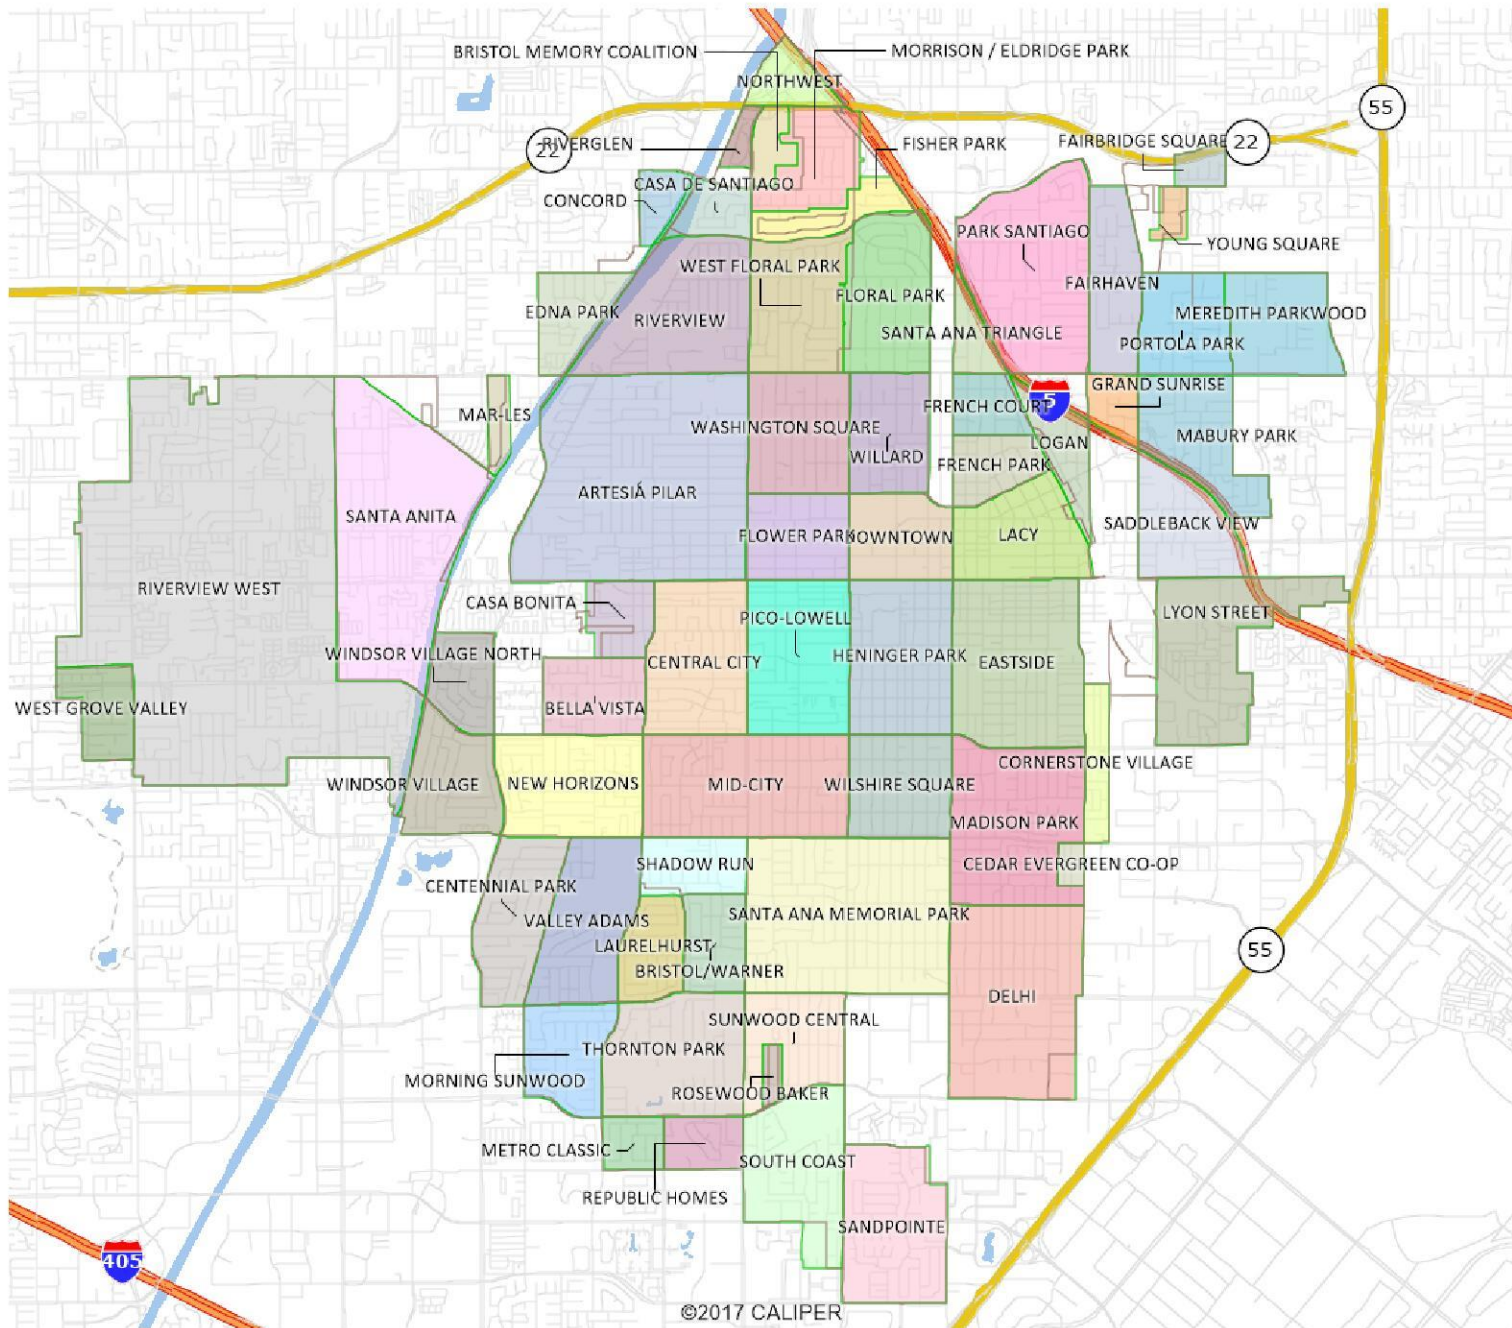 BRISTOL MEMORY COALITION
MORRISON / ELDRIDGE PARK
NORTHWEST
55
22
RIVERGLEN
FISHER PARK
FAIRBRIDGE SQUARE
22
CASA DE SANTIAGO
CONCORD
PARK SANTIAGO
YOUNG SQUARE
WEST FLORAL PARK
FLORAL PARK
FAIRHAVEN
EDNA PARK
RIVERVIEW
MEREDITH PARKWOOD
SANTA ANA TRIANGLE
PORTOLA PARK
GRAND SUNRISE
5
MAR-LES
FRENCH COURT
WASHINGTON SQUARE
MABURY PARK
LOGAN
WILLARD
FRENCH PARK
ARTESIA PILAR
SANTA ANITA
SADDLEBACK VIEW
FLOWER PARK
DOWNTOWN
LACY
RIVERVIEW WEST
CASA BONITA
PICO-LOWELL
LYON STREET
WINDSOR VILLAGE NORTH
CENTRAL CITY
HENINGER PARK
EASTSIDE
WEST GROVE VALLEY
BELLA VISTA
CORNERSTONE VILLAGE
WINDSOR VILLAGE
NEW HORIZONS
MID-CITY
WILSHIRE SQUARE
MADISON PARK
SHADOW RUN
CEDAR EVERGREEN CO-OP
CENTENNIAL PARK
VALLEY ADAMS
SANTA ANA MEMORIAL PARK
LAURELHURST
55
BRISTOL/WARNER
DELHI
SUNWOOD CENTRAL
THORNTON PARK
MORNING SUNWOOD
ROSEWOOD BAKER
METRO CLASSIC
SOUTH COAST
REPUBLIC HOMES
SANDPOINTE
405
©2017 CALIPER